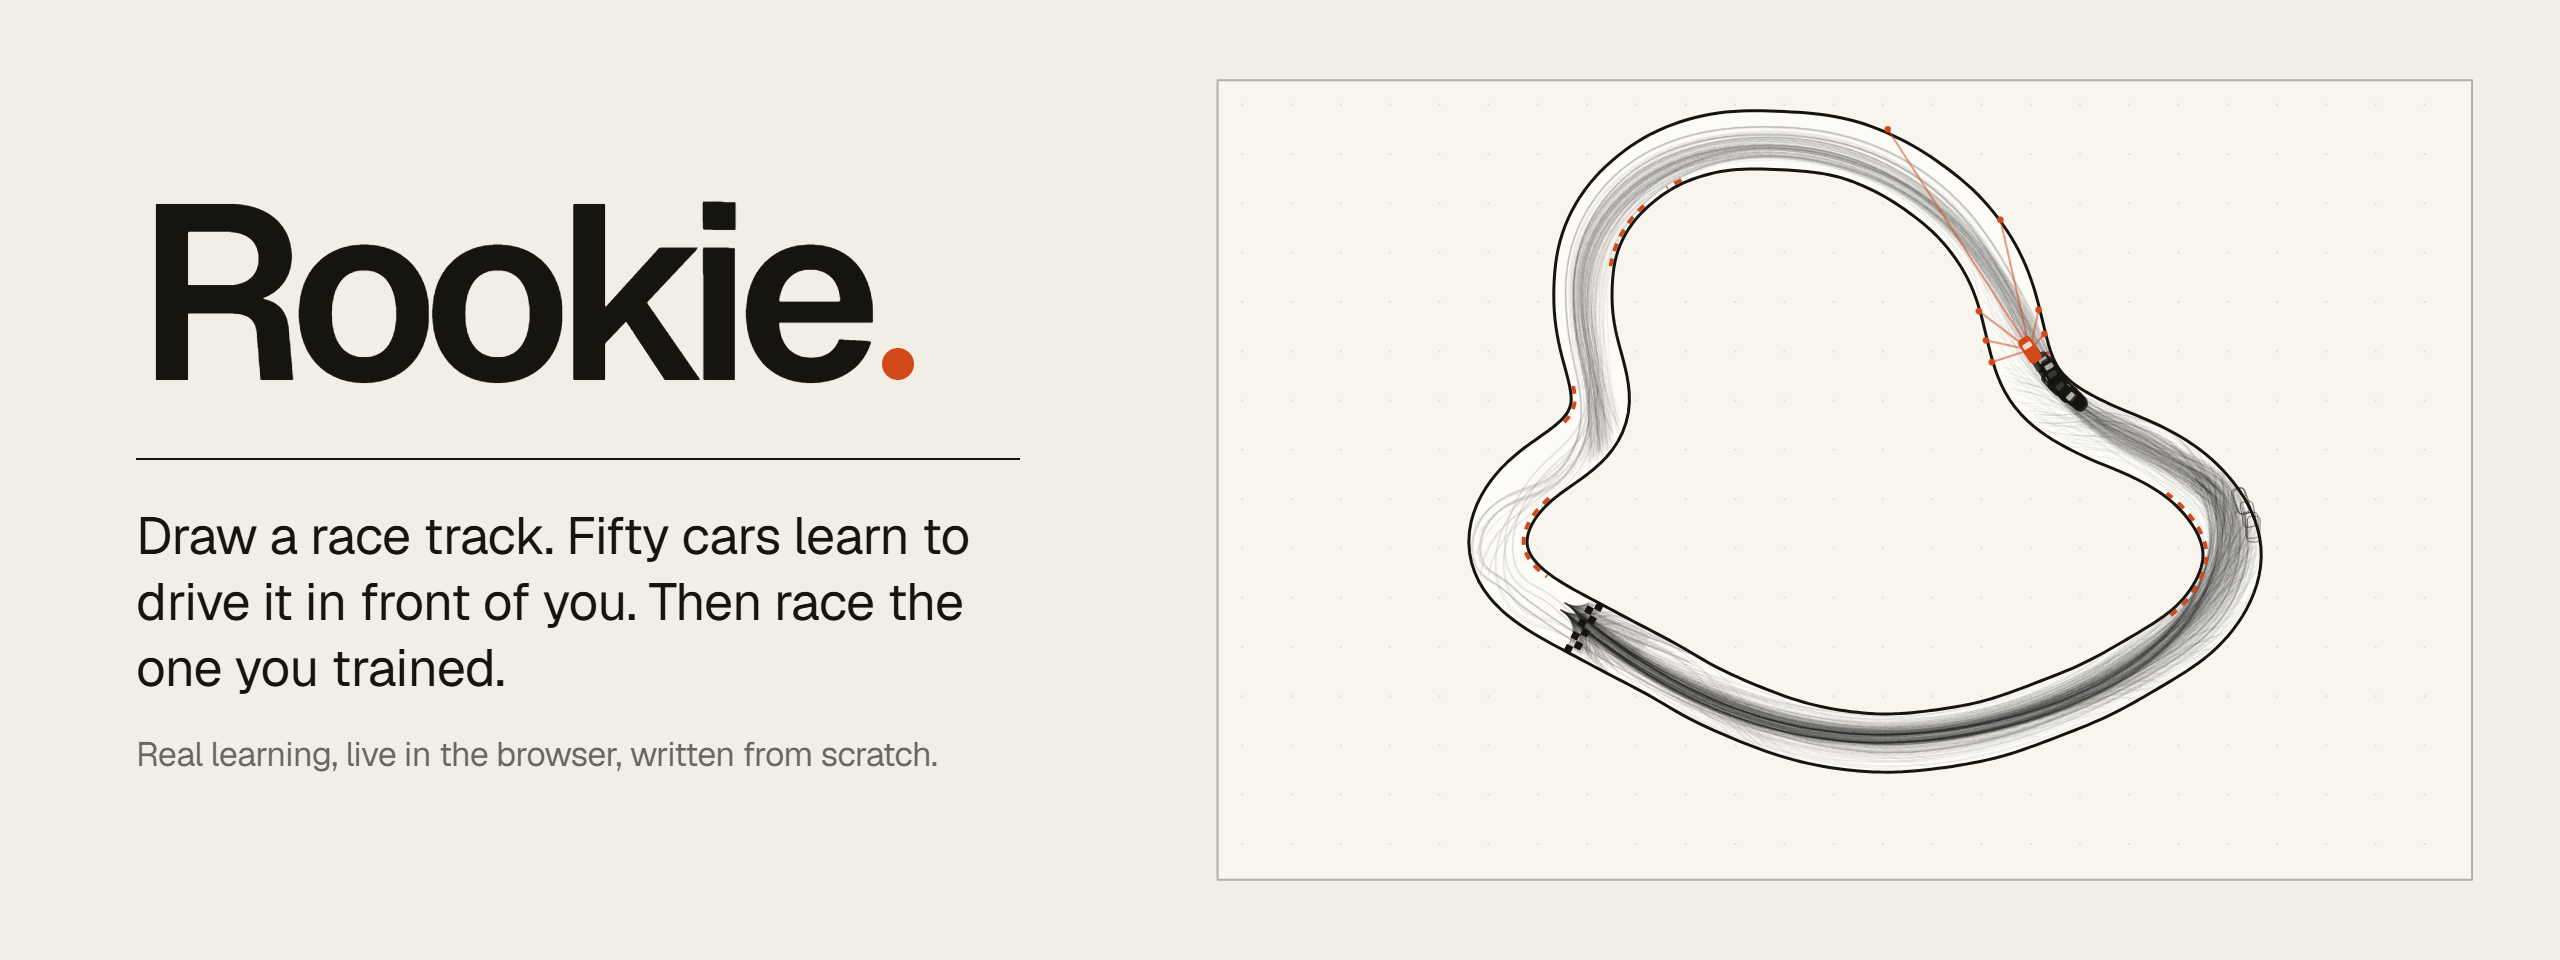 Rookie.
Draw a race track. Fifty cars learn to
drive it in front of you. Then race the
one you trained.
Real learning, live in the browser, written from scratch.